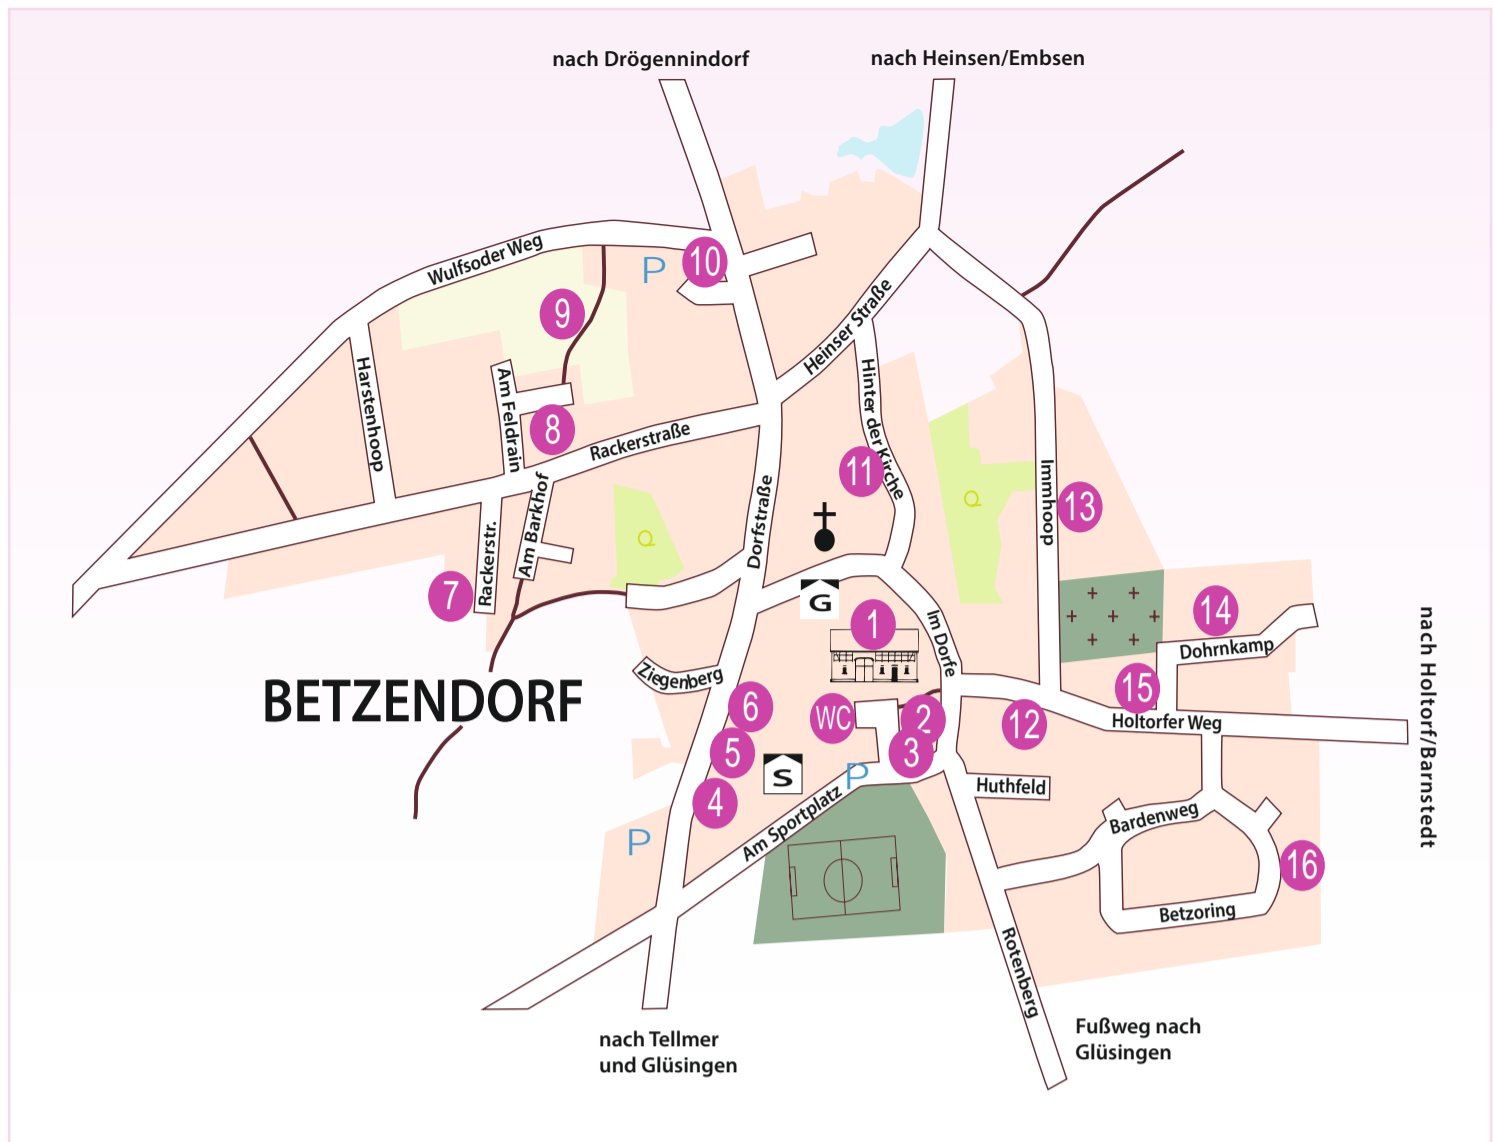 nach Drögennindorf
nach Heinsen/Embsen
Wulfsoder Weg
P
10
9
Heinser Straße
Harstenhoop
Am Feldrain
8
Rackerstraße
Hinter der Kirche
11
Immhoop
13
Q
Q
Dorfstraße
Am Barkhof
Rackerstr.
7
G
1
Im Dorfe
14
Dohrnkamp
nach Holtorf/Barnstedt
BETZENDORF
Ziegenberg
6
WC
2
12
15
Holtorfer Weg
5
3
S
P
4
Huthfeld
Am Sportplatz
Bardenweg
P
16
Betzoring
Rotenberg
nach Tellmer
und Glüsingen
Fußweg nach
Glüsingen